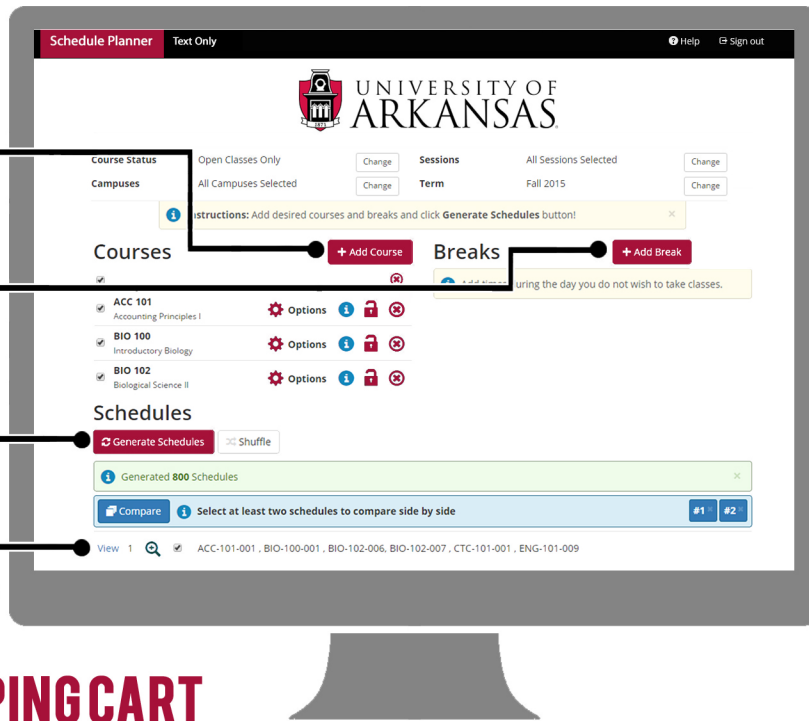 Schedule Planner Text Only Help Sign out
UNIVERSITY OF
ARKANSAS
1871
Course Status Open Classes Only Change Sessions All Sessions Selected Change
Campuses All Campuses Selected Change Term Fall 2015 Change
structions: Add desired courses and breaks and click Generate Schedules button! ×
Courses + Add Course Breaks + Add Break
uring the day you do not wish to take classes.
ACC 101
Accounting Principles I Options
BIO 100
Introductory Biology Options
BIO 102
Biological Science II Options
Schedules
Generate Schedules Shuffle
Generated 800 Schedules ×
Compare Select at least two schedules to compare side by side #1 #2
View 1 ACC-101-001 , BIO-100-001 , BIO-102-006, BIO-102-007 , CTC-101-001 , ENG-101-009
PING CART